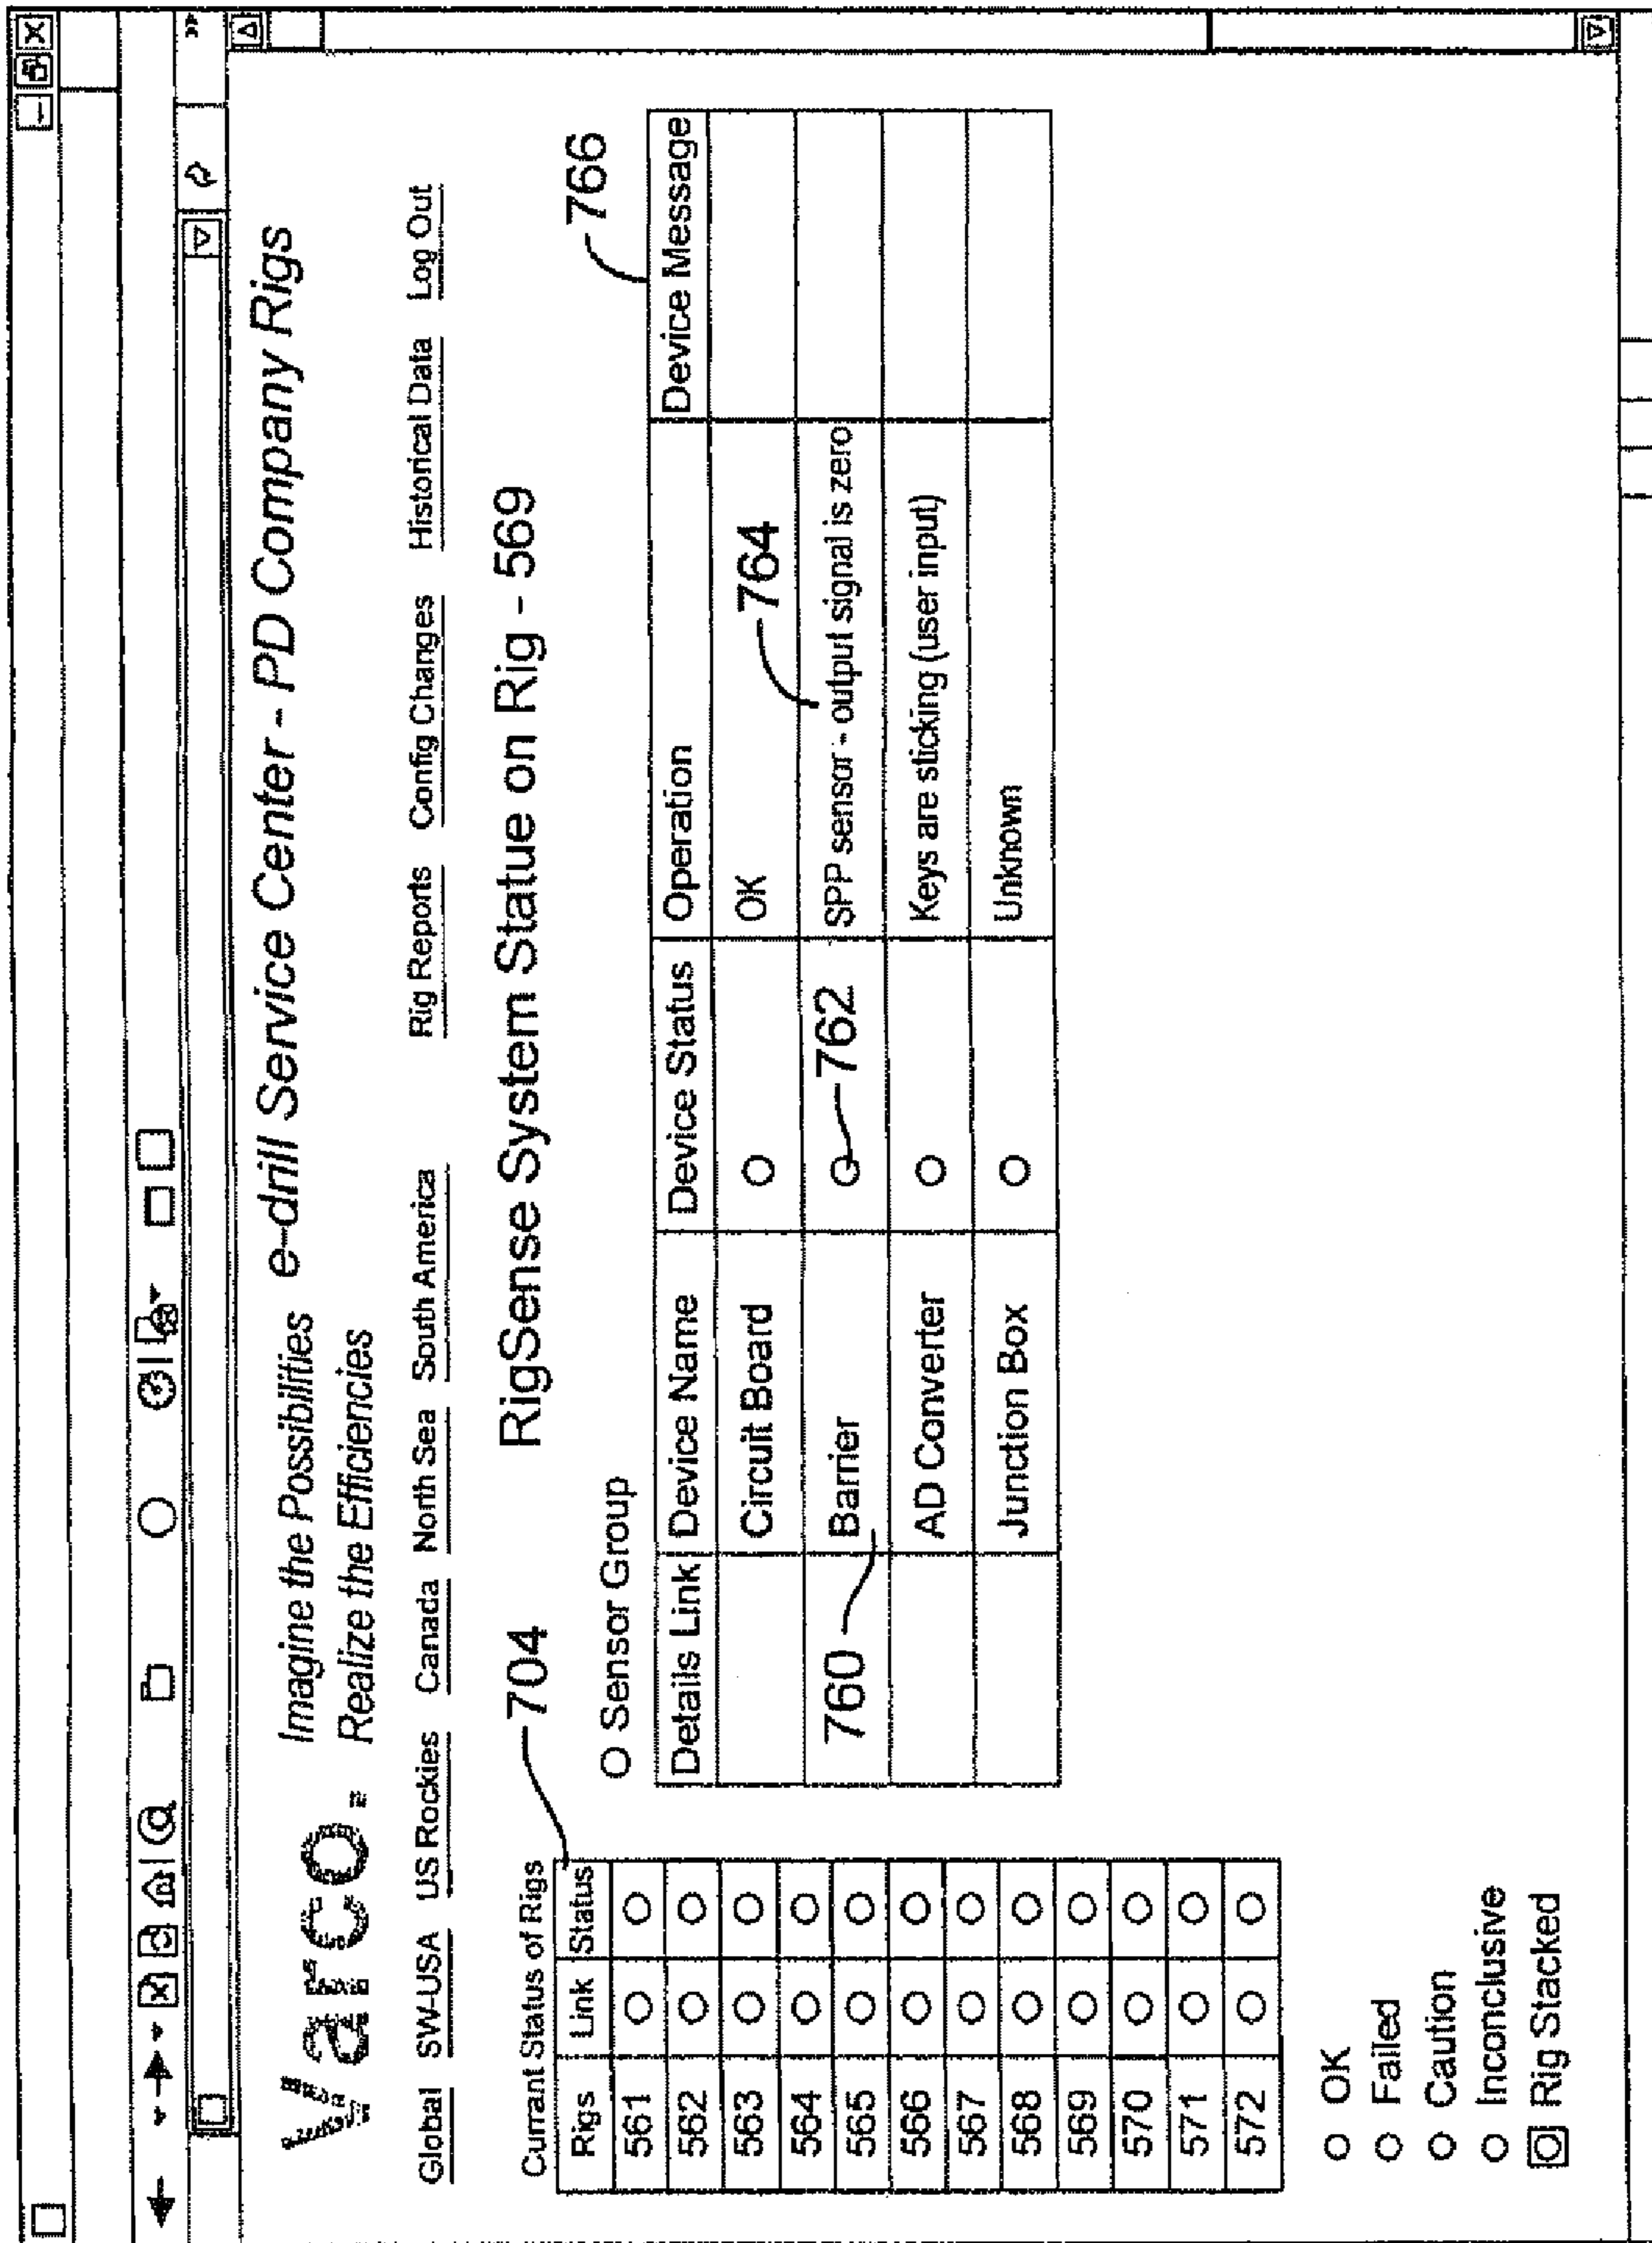 Varco
Imagine the Possibilities
Realize the Efficiencies
e-drill Service Center - PD Company Rigs
Global SW-USA US Rockies Canada North Sea South America Rig Reports Config Changes Historical Data Log Out
RigSense System Statue on Rig - 569
704
Currant Status of Rigs
Rigs Link Status
561
562
563
564
565
566
567
568
569
570
571
572
OK
Failed
Caution
Inconclusive
Rig Stacked
Sensor Group
766
Details Link Device Name Device Status Operation Device Message
Circuit Board OK
764
Barrier SPP sensor - output signal is zero
760
762
AD Converter Keys are sticking (user input)
Junction Box Unknown